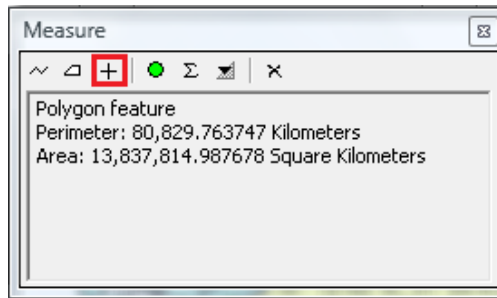 Measure
Polygon feature
Perimeter: 80,829.763747 Kilometers
Area: 13,837,814.987678 Square Kilometers